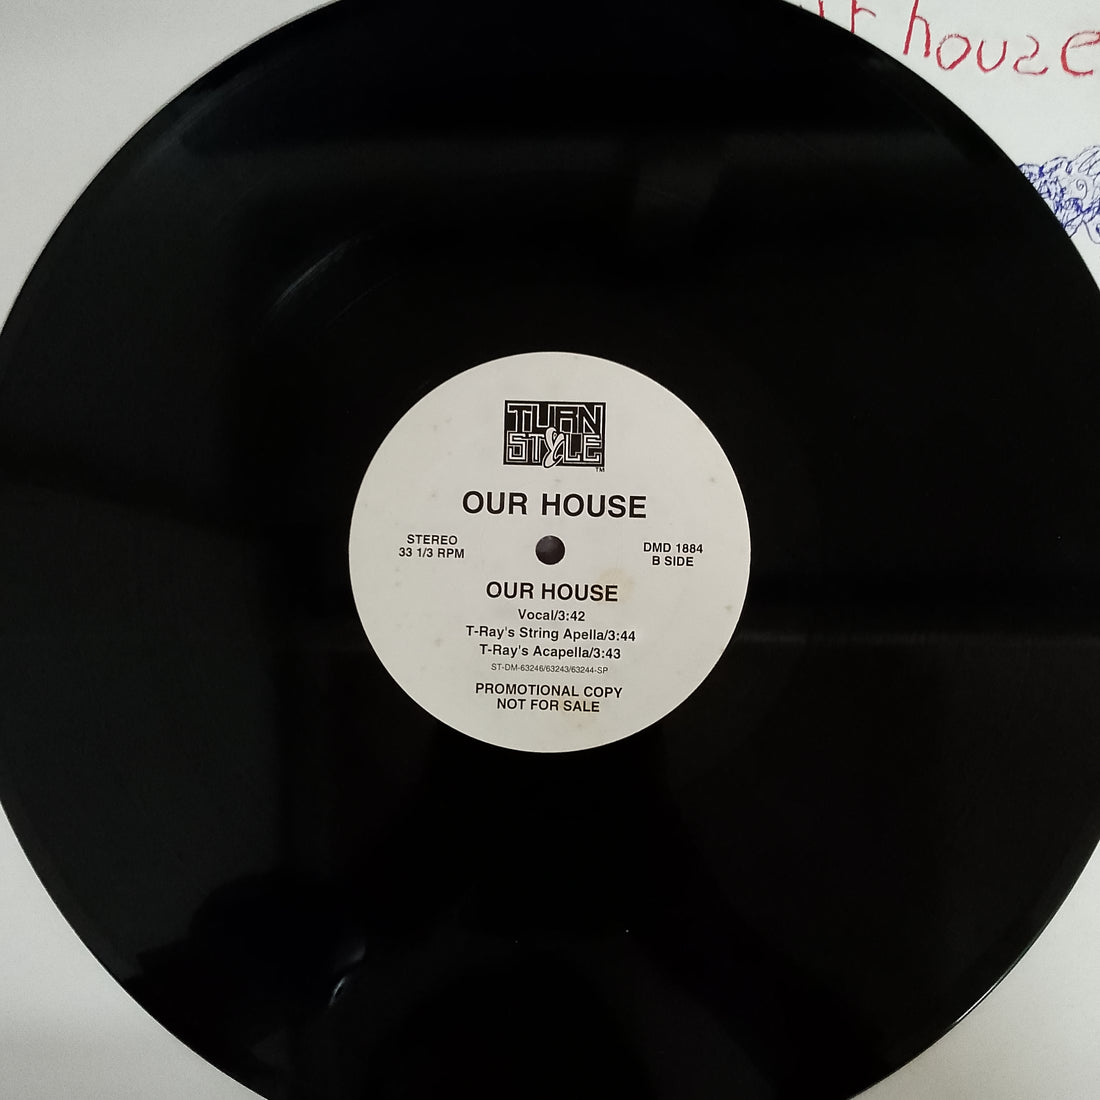 house
TURN
STYLE
TM
OUR HOUSE
STEREO
33 1/3 RPM
DMD 1884
B SIDE
OUR HOUSE
Vocal/3:42
T-Ray's String Apella/3:44
T-Ray's Acapella/3:43
ST-DM-63246/63243/63244-SP
PROMOTIONAL COPY
NOT FOR SALE